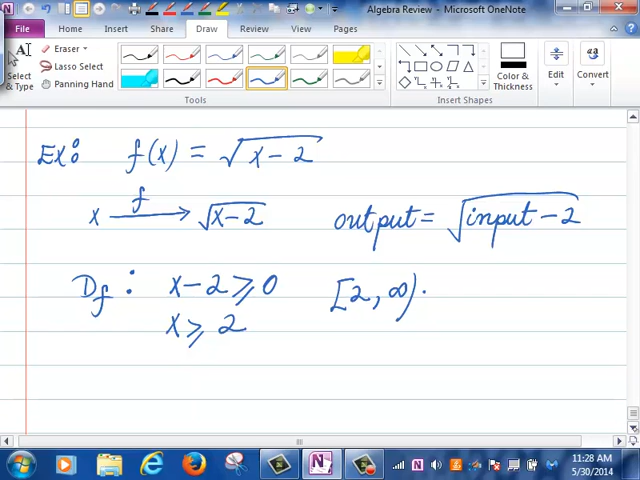 Algebra Review - Microsoft OneNote
File Home Insert Share Draw Review View Pages
Select & Type
Eraser
Lasso Select
Panning Hand
Color & Thickness
Edit
Convert
Tools
Insert Shapes
Ex: f(x) = √(x-2)
x —f→ √(x-2) output = √(input - 2)
Df : x-2 ⩾ 0 [2, ∞).
x ⩾ 2
11:28 AM
5/30/2014